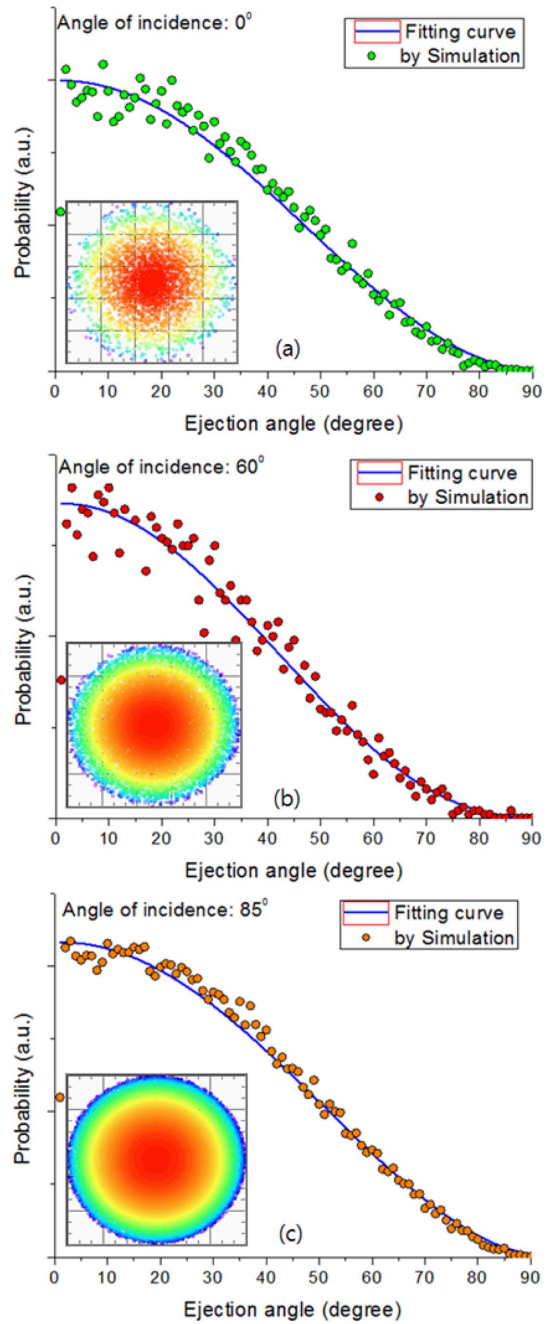 Angle of incidence: 0°
Fitting curve
by Simulation
Probability (a.u.)
(a)
0 10 20 30 40 50 60 70 80 90
Ejection angle (degree)
Angle of incidence: 60°
Fitting curve
by Simulation
Probability (a.u.)
(b)
0 10 20 30 40 50 60 70 80 90
Ejection angle (degree)
Angle of incidence: 85°
Fitting curve
by Simulation
Probability (a.u.)
(c)
0 10 20 30 40 50 60 70 80 90
Ejection angle (degree)